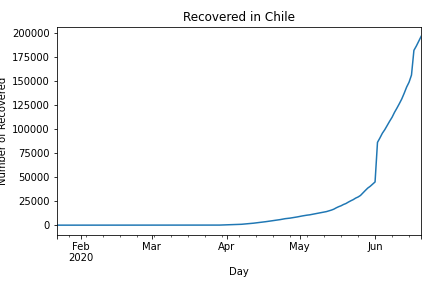 Recovered in Chile
200000
175000
150000
125000
100000
75000
50000
25000
0
Number of Recovered
Feb
2020
Mar
Apr
May
Jun
Day